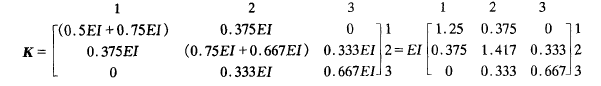 1 2 3 1 2 3
K = [(0.5EI+0.75EI) 0.375EI 0]1 = EI[1.25 0.375 0]1
[0.375EI (0.75EI+0.667EI) 0.333EI]2 [0.375 1.417 0.333]2
[0 0.333EI 0.667EI]3 [0 0.333 0.667]3